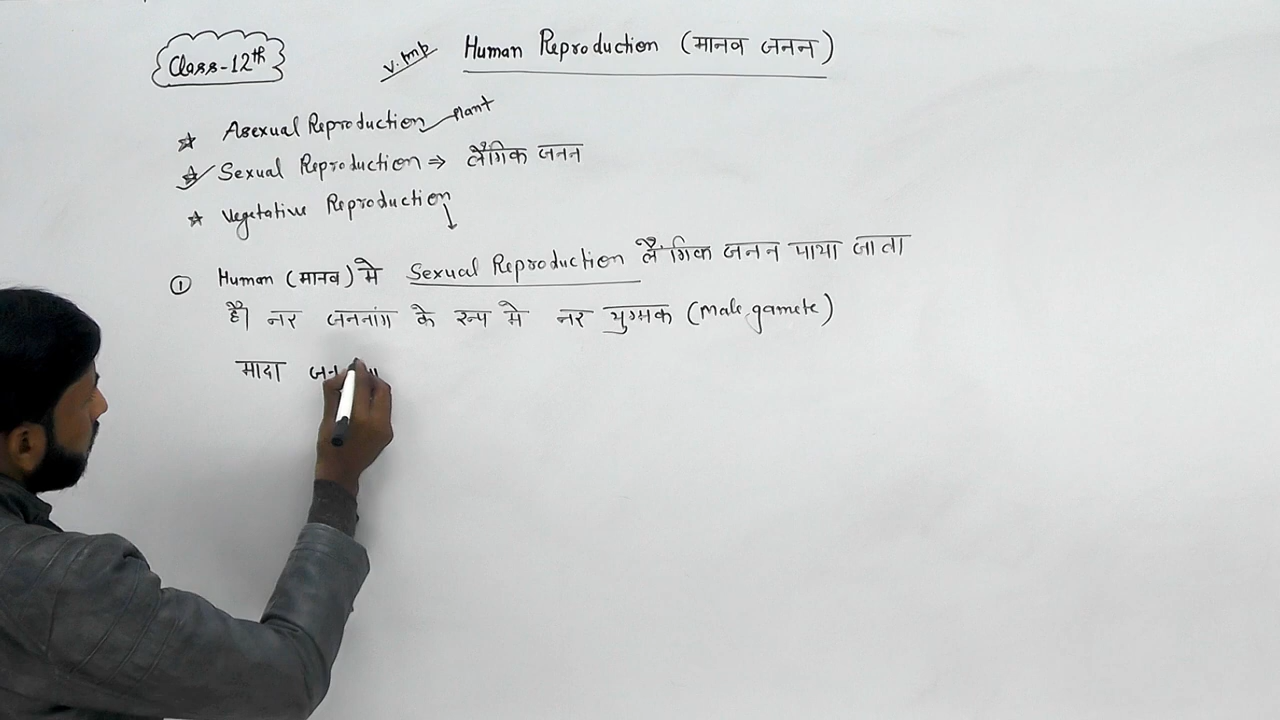 Class-12th
V. Imp Human Reproduction (मानव जनन)
☆ Asexual Reproduction plant
☆ Sexual Reproduction ⇒ लैंगिक जनन
☆ Vegetative Reproduction ↓
① Human (मानव) मे Sexual Reproduction लैंगिक जनन पाया जाता
है। नर जननांग के रूप मे नर युग्मक (Male gamete)
मादा